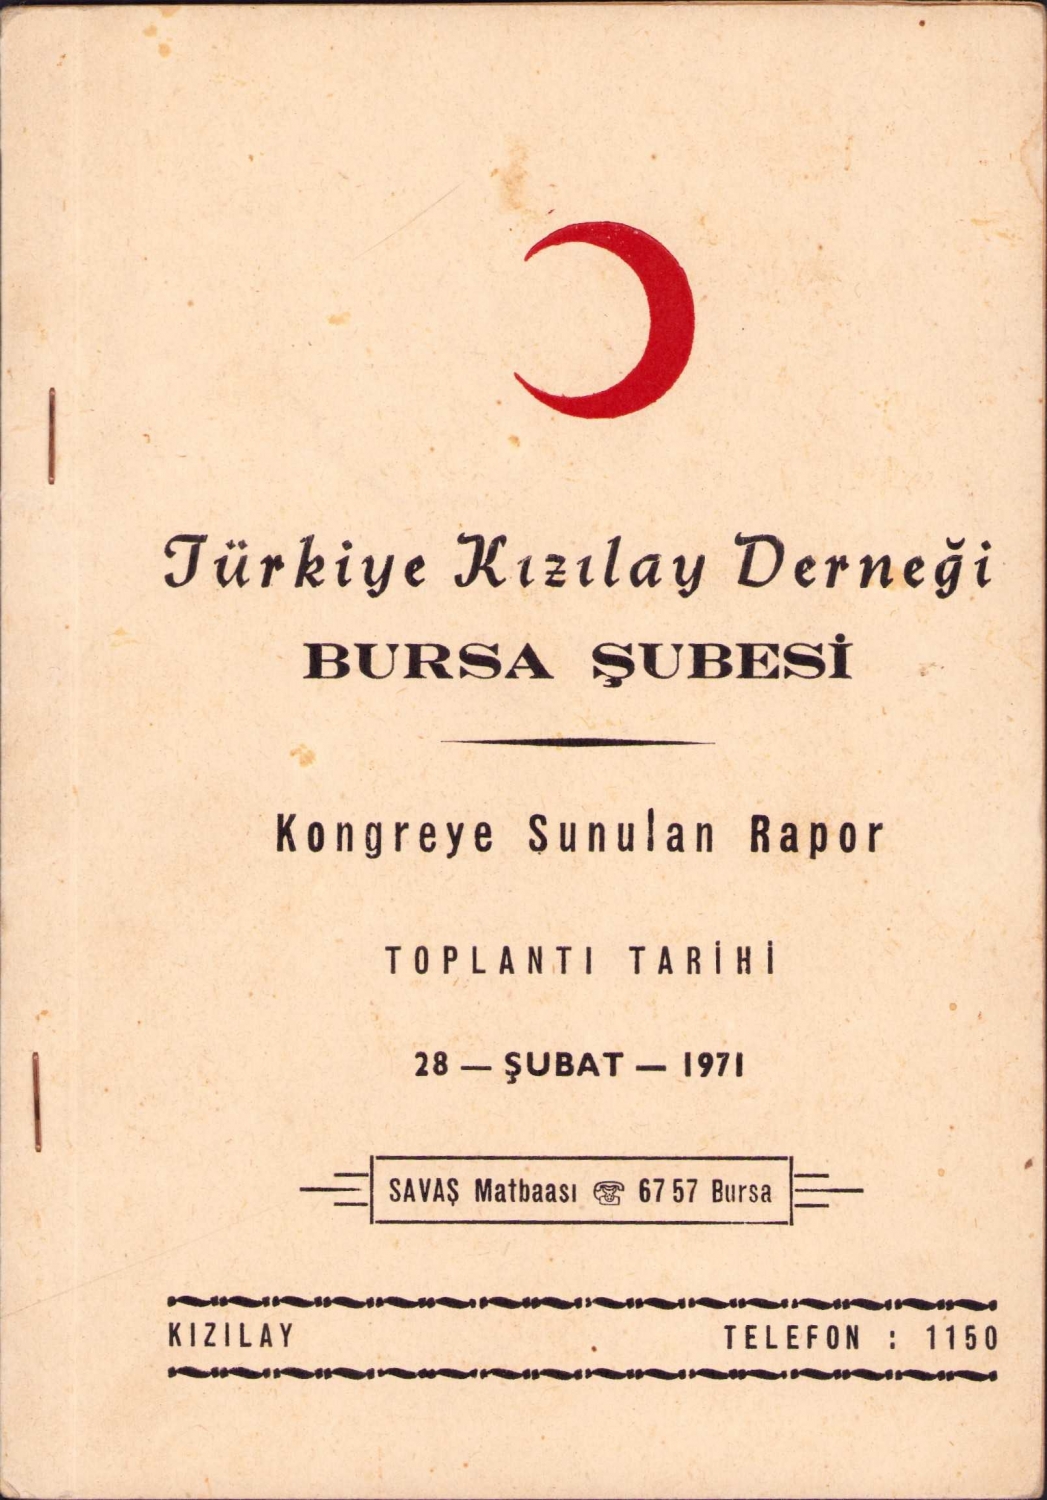 Türkiye Kızılay Derneği
BURSA ŞUBESİ
Kongreye Sunulan Rapor
TOPLANTI TARİHİ
28 — ŞUBAT — 1971
SAVAŞ Matbaası ☏ 67 57 Bursa
KIZILAY TELEFON : 1150